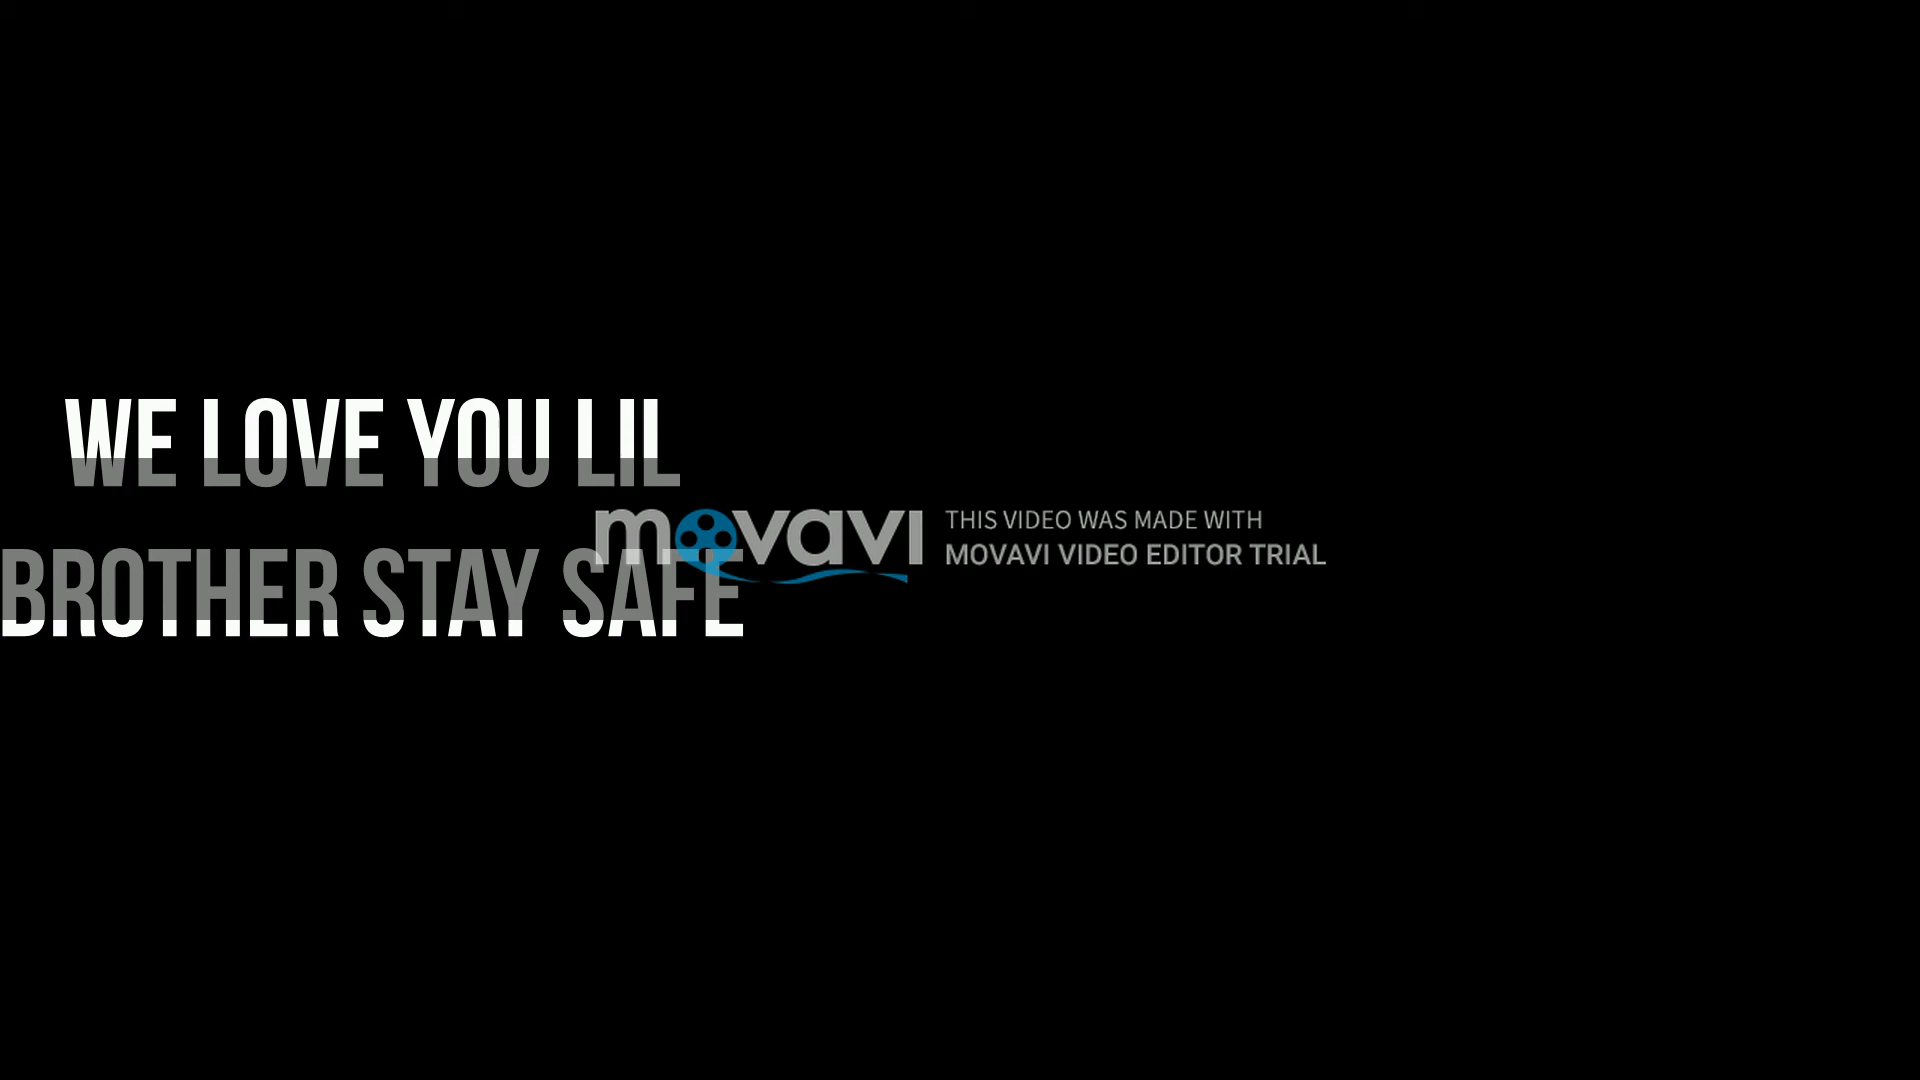 WE LOVE YOU LIL
BROTHER STAY SAFE
movavi
THIS VIDEO WAS MADE WITH
MOVAVI VIDEO EDITOR TRIAL